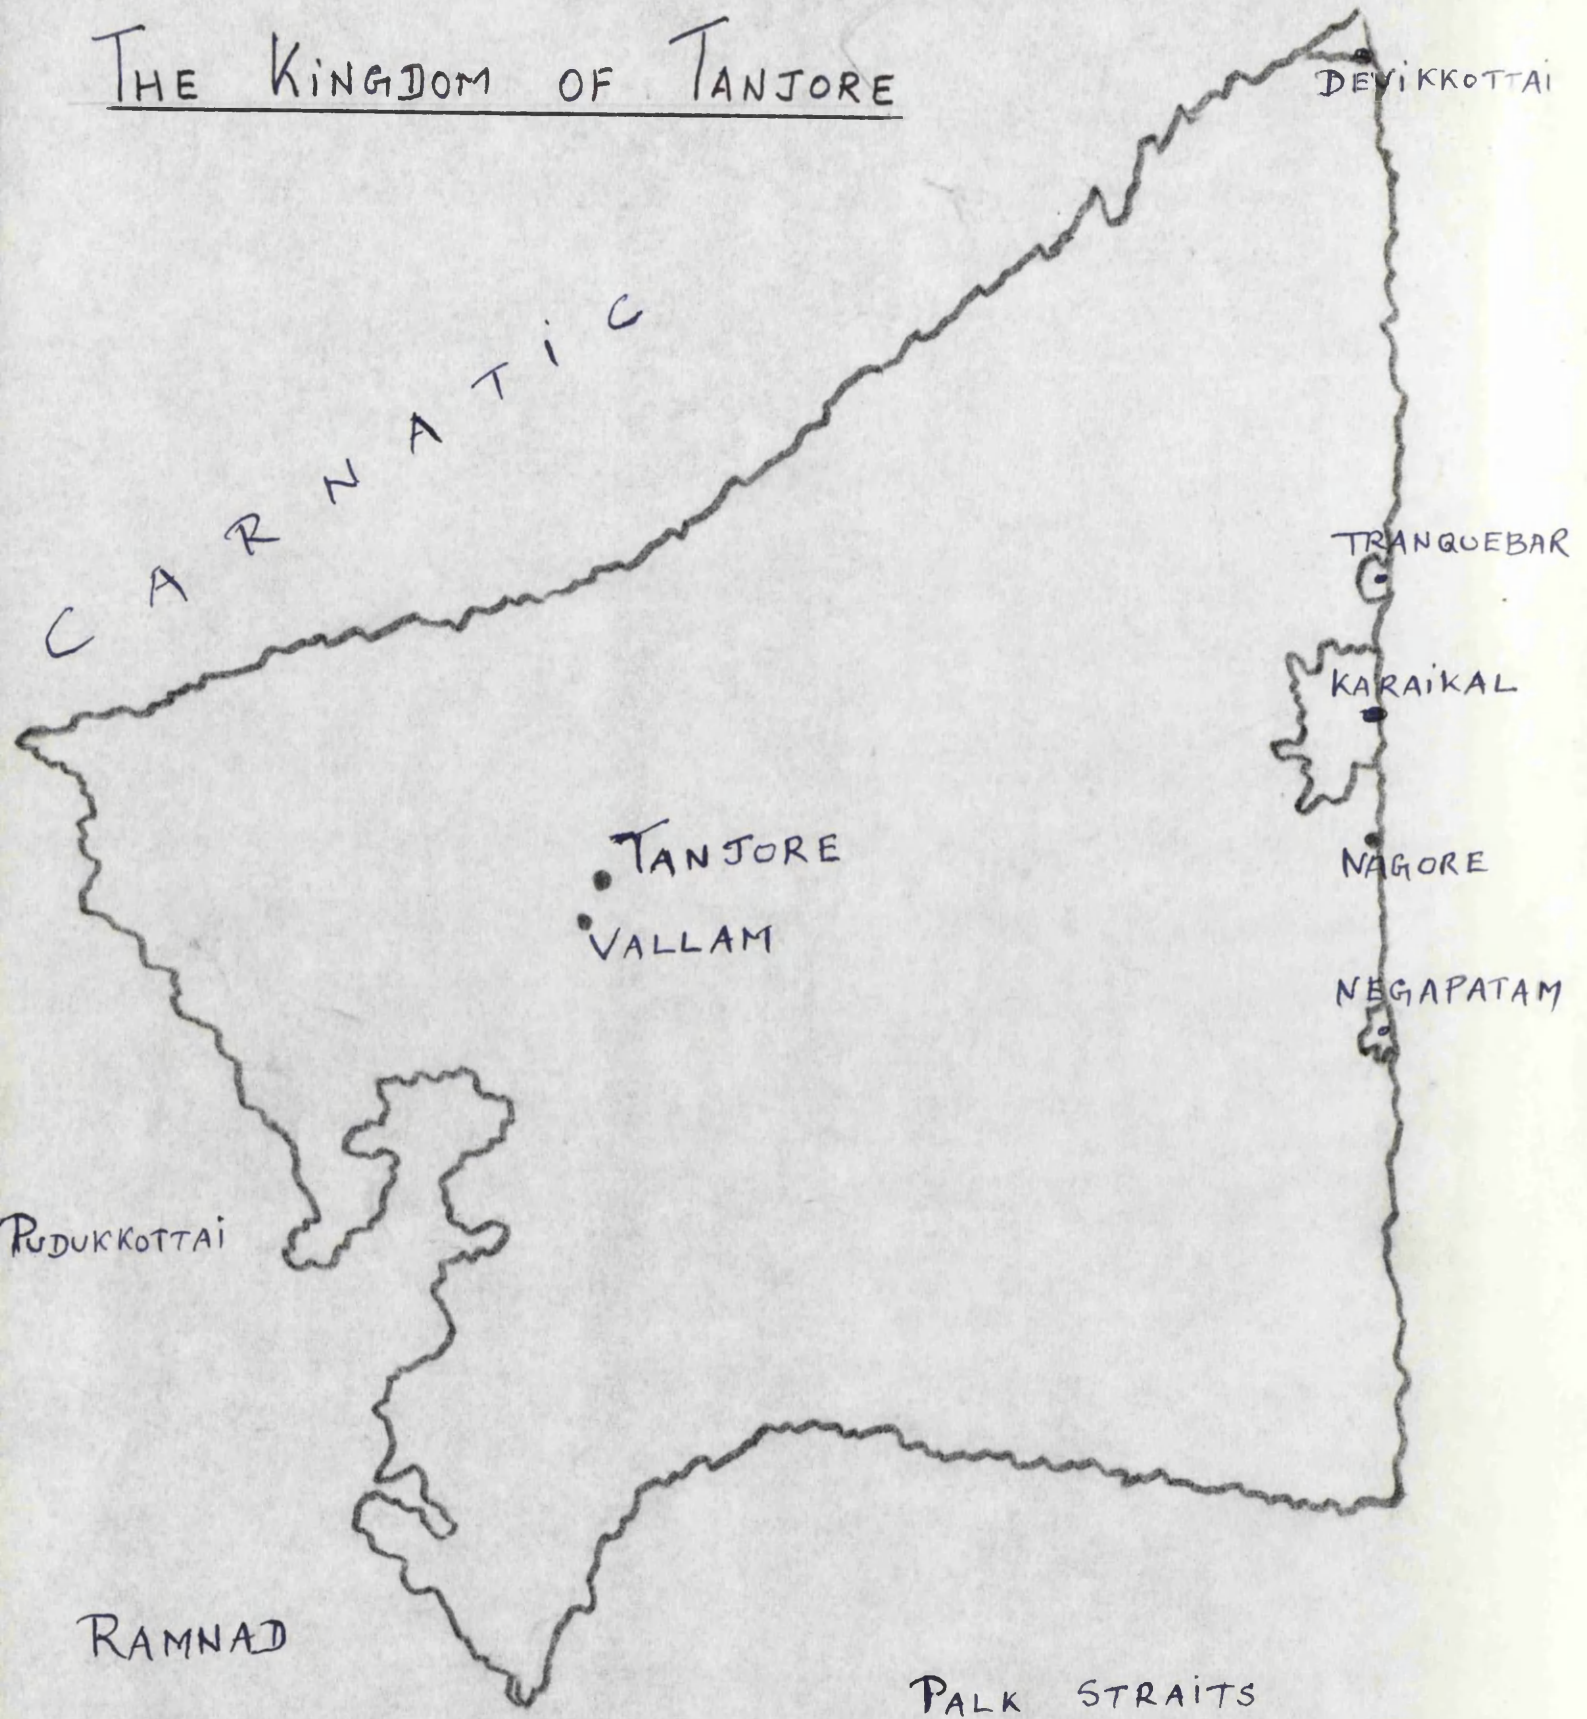 THE KINGDOM OF TANJORE
DEVIKKOTTAI
CARNATIC
TRANQUEBAR
KARAIKAL
TANJORE
NAGORE
VALLAM
NEGAPATAM
PUDUKKOTTAI
RAMNAD
PALK STRAITS